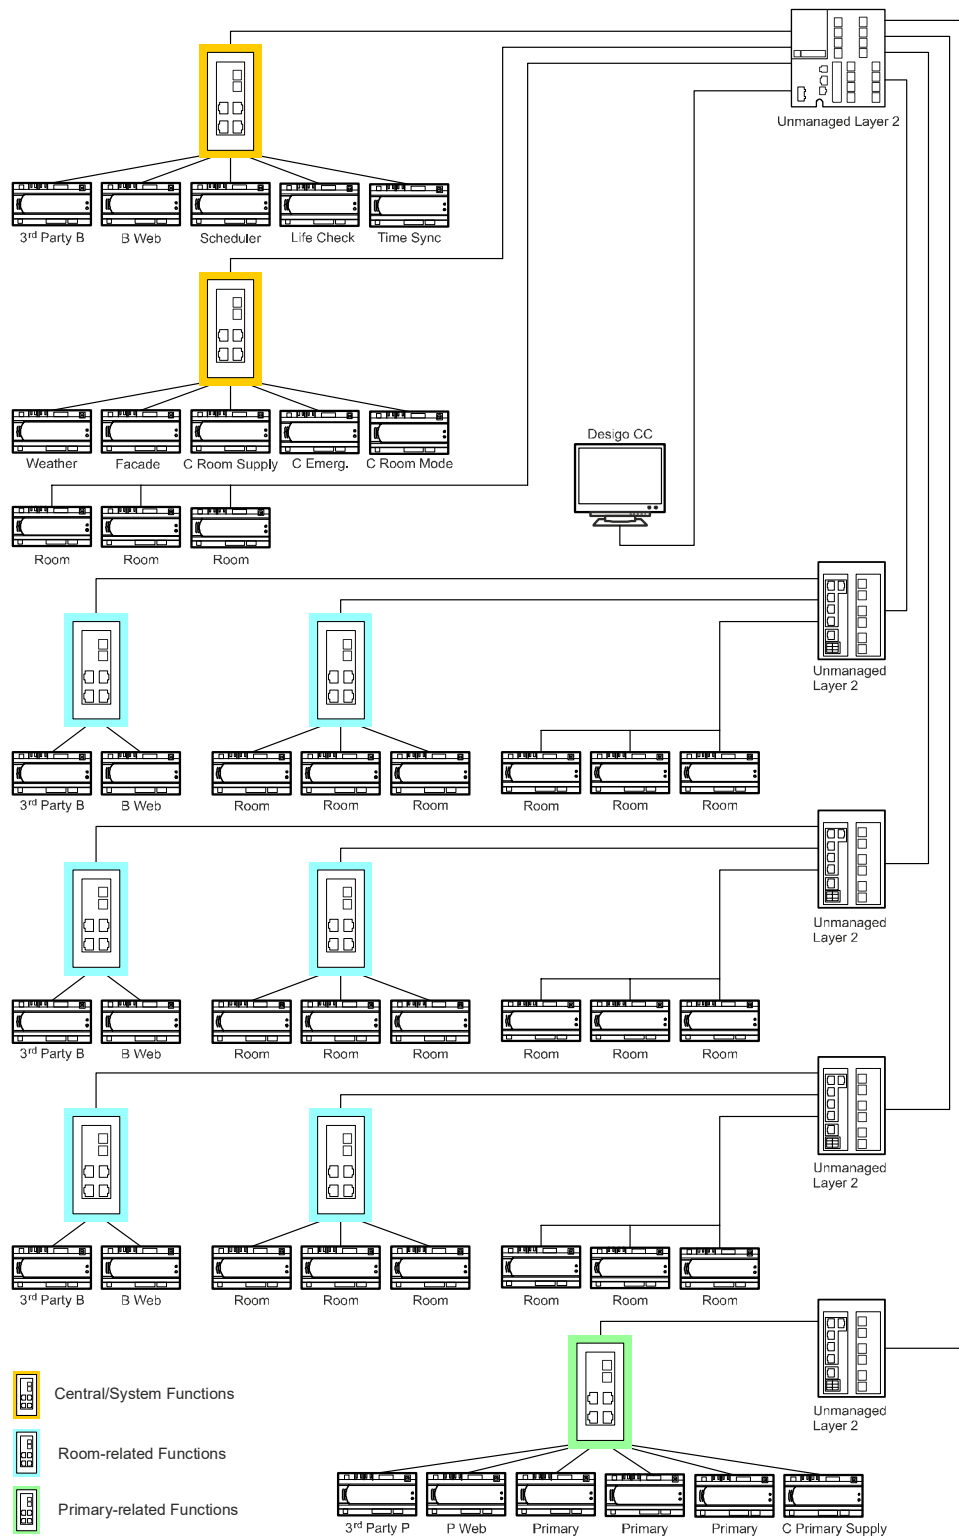 Unmanaged Layer 2
3rd Party B B Web Scheduler Life Check Time Sync
Weather Facade C Room Supply C Emerg. C Room Mode
Desigo CC
Room Room Room
Unmanaged
Layer 2
3rd Party B B Web Room Room Room Room Room Room
Unmanaged
Layer 2
3rd Party B B Web Room Room Room Room Room Room
Unmanaged
Layer 2
3rd Party B B Web Room Room Room Room Room Room
Unmanaged
Layer 2
Central/System Functions
Room-related Functions
Primary-related Functions
3rd Party P P Web Primary Primary Primary C Primary Supply